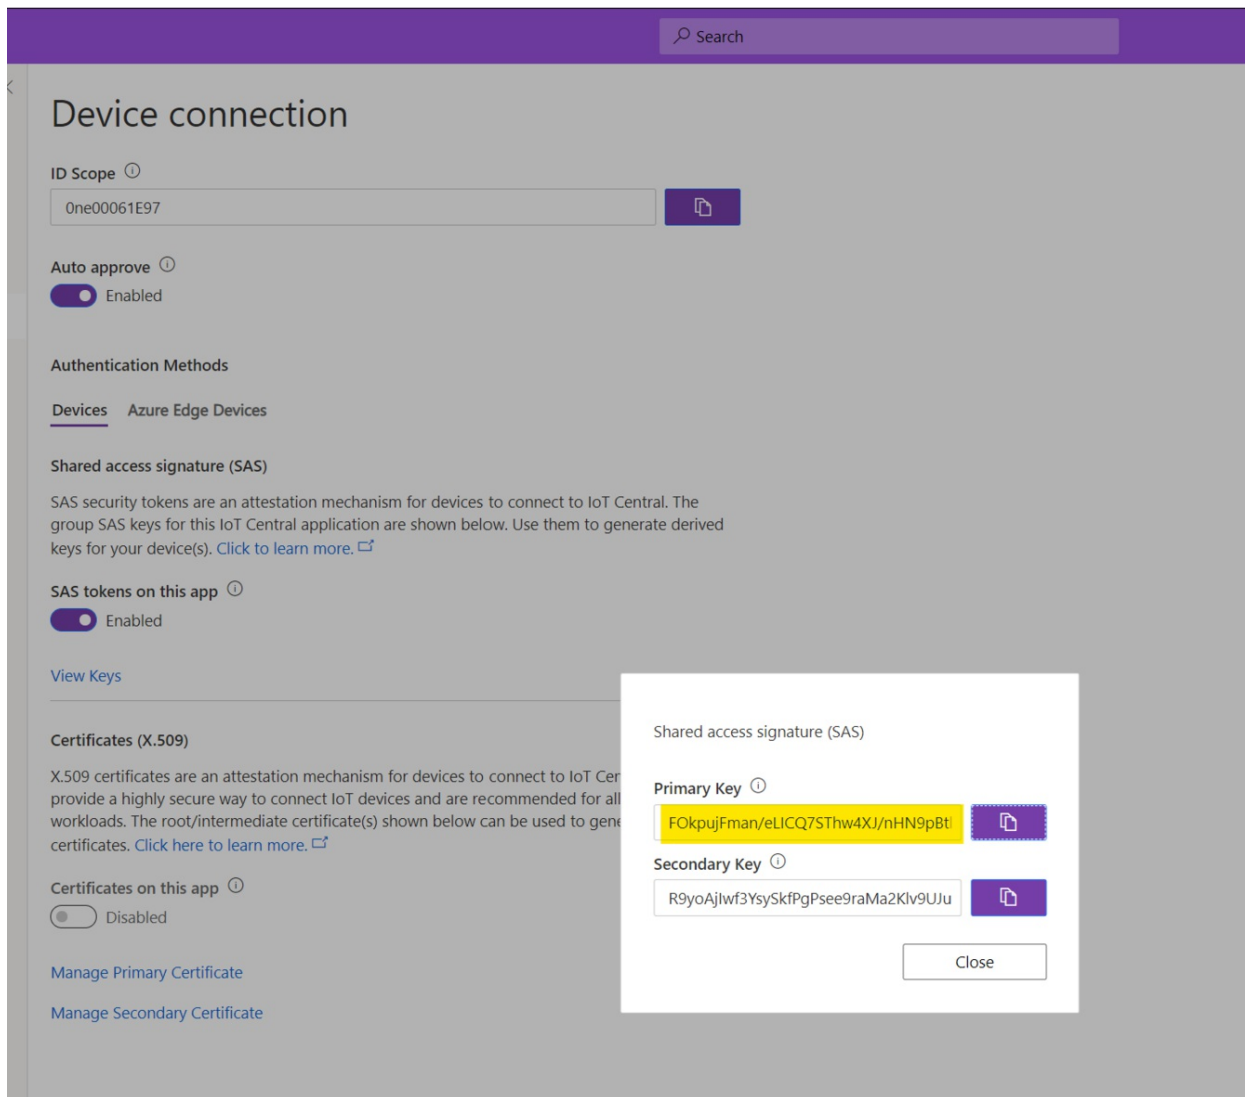 Search
Device connection
ID Scope
0ne00061E97
Auto approve
Enabled
Authentication Methods
Devices Azure Edge Devices
Shared access signature (SAS)
SAS security tokens are an attestation mechanism for devices to connect to IoT Central. The
group SAS keys for this IoT Central application are shown below. Use them to generate derived
keys for your device(s). Click to learn more.
SAS tokens on this app
Enabled
View Keys
Certificates (X.509)
X.509 certificates are an attestation mechanism for devices to connect to IoT Cer
provide a highly secure way to connect IoT devices and are recommended for all
workloads. The root/intermediate certificate(s) shown below can be used to gene
certificates. Click here to learn more.
Certificates on this app
Disabled
Manage Primary Certificate
Manage Secondary Certificate
Shared access signature (SAS)
Primary Key
FOkpujFman/eLICQ7SThw4XJ/nHN9pBt
Secondary Key
R9yoAjIwf3YsySkfPgPsee9raMa2Klv9UJu
Close